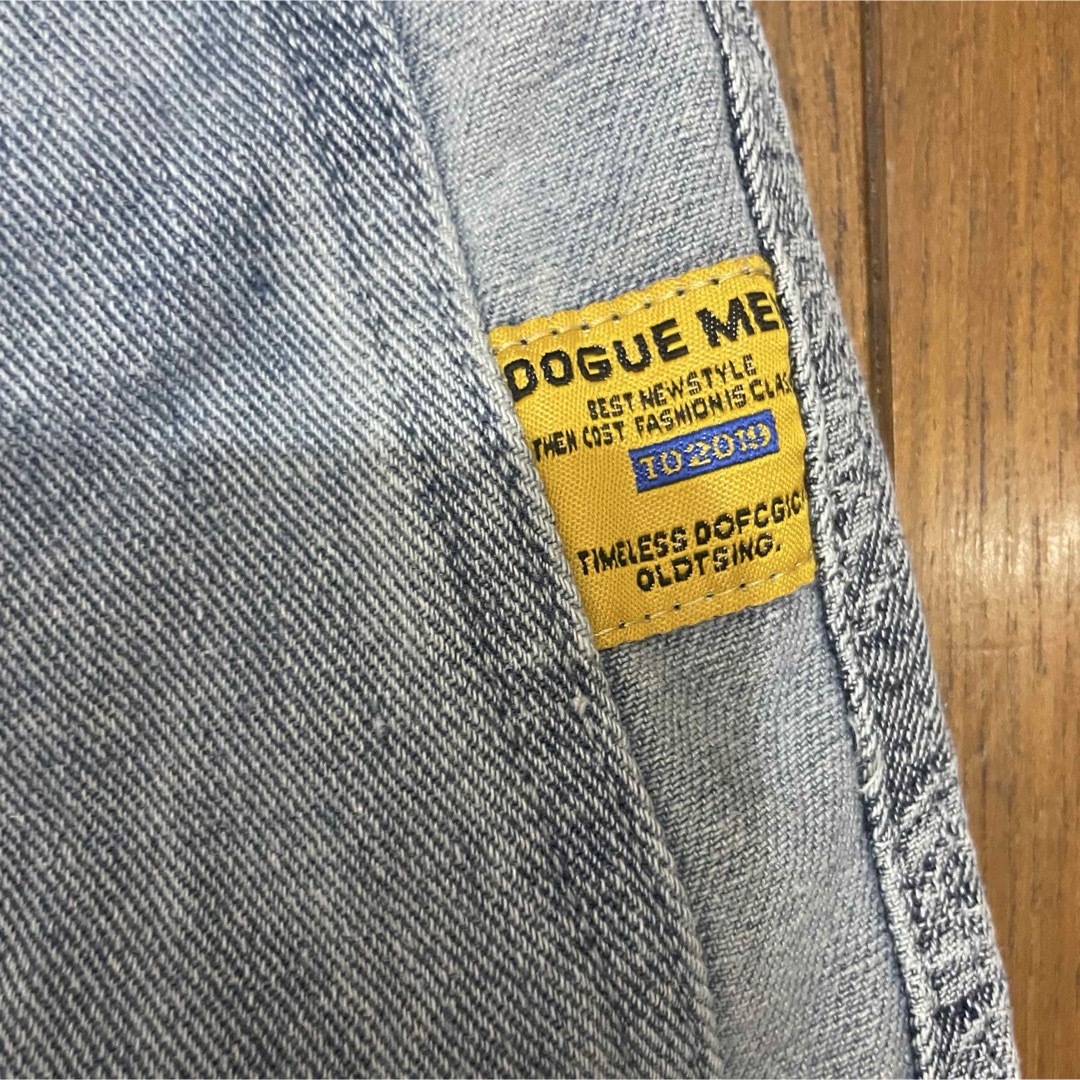 DOGUE ME
BEST NEWSTYLE
THEN COST FASHION IS CLAS
TO2019
TIMELESS DOFCGIC
OLDTSING.